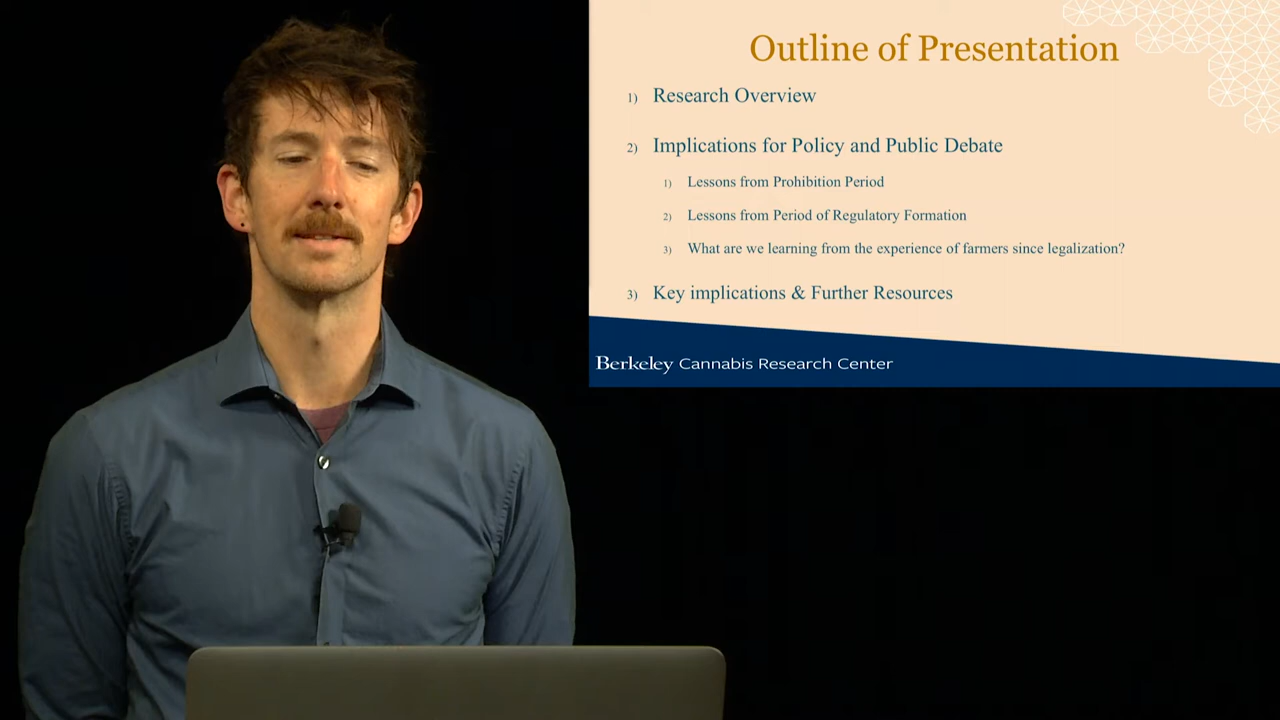 Outline of Presentation
1) Research Overview
2) Implications for Policy and Public Debate
1) Lessons from Prohibition Period
2) Lessons from Period of Regulatory Formation
3) What are we learning from the experience of farmers since legalization?
3) Key implications & Further Resources
Berkeley Cannabis Research Center